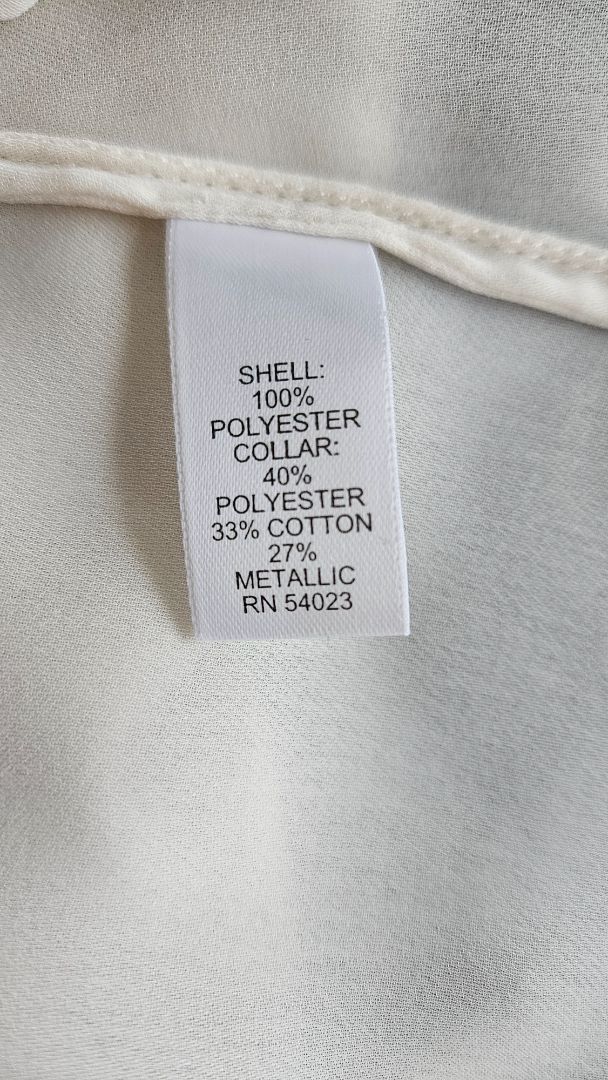 SHELL:
100%
POLYESTER
COLLAR:
40%
POLYESTER
33% COTTON
27%
METALLIC
RN 54023